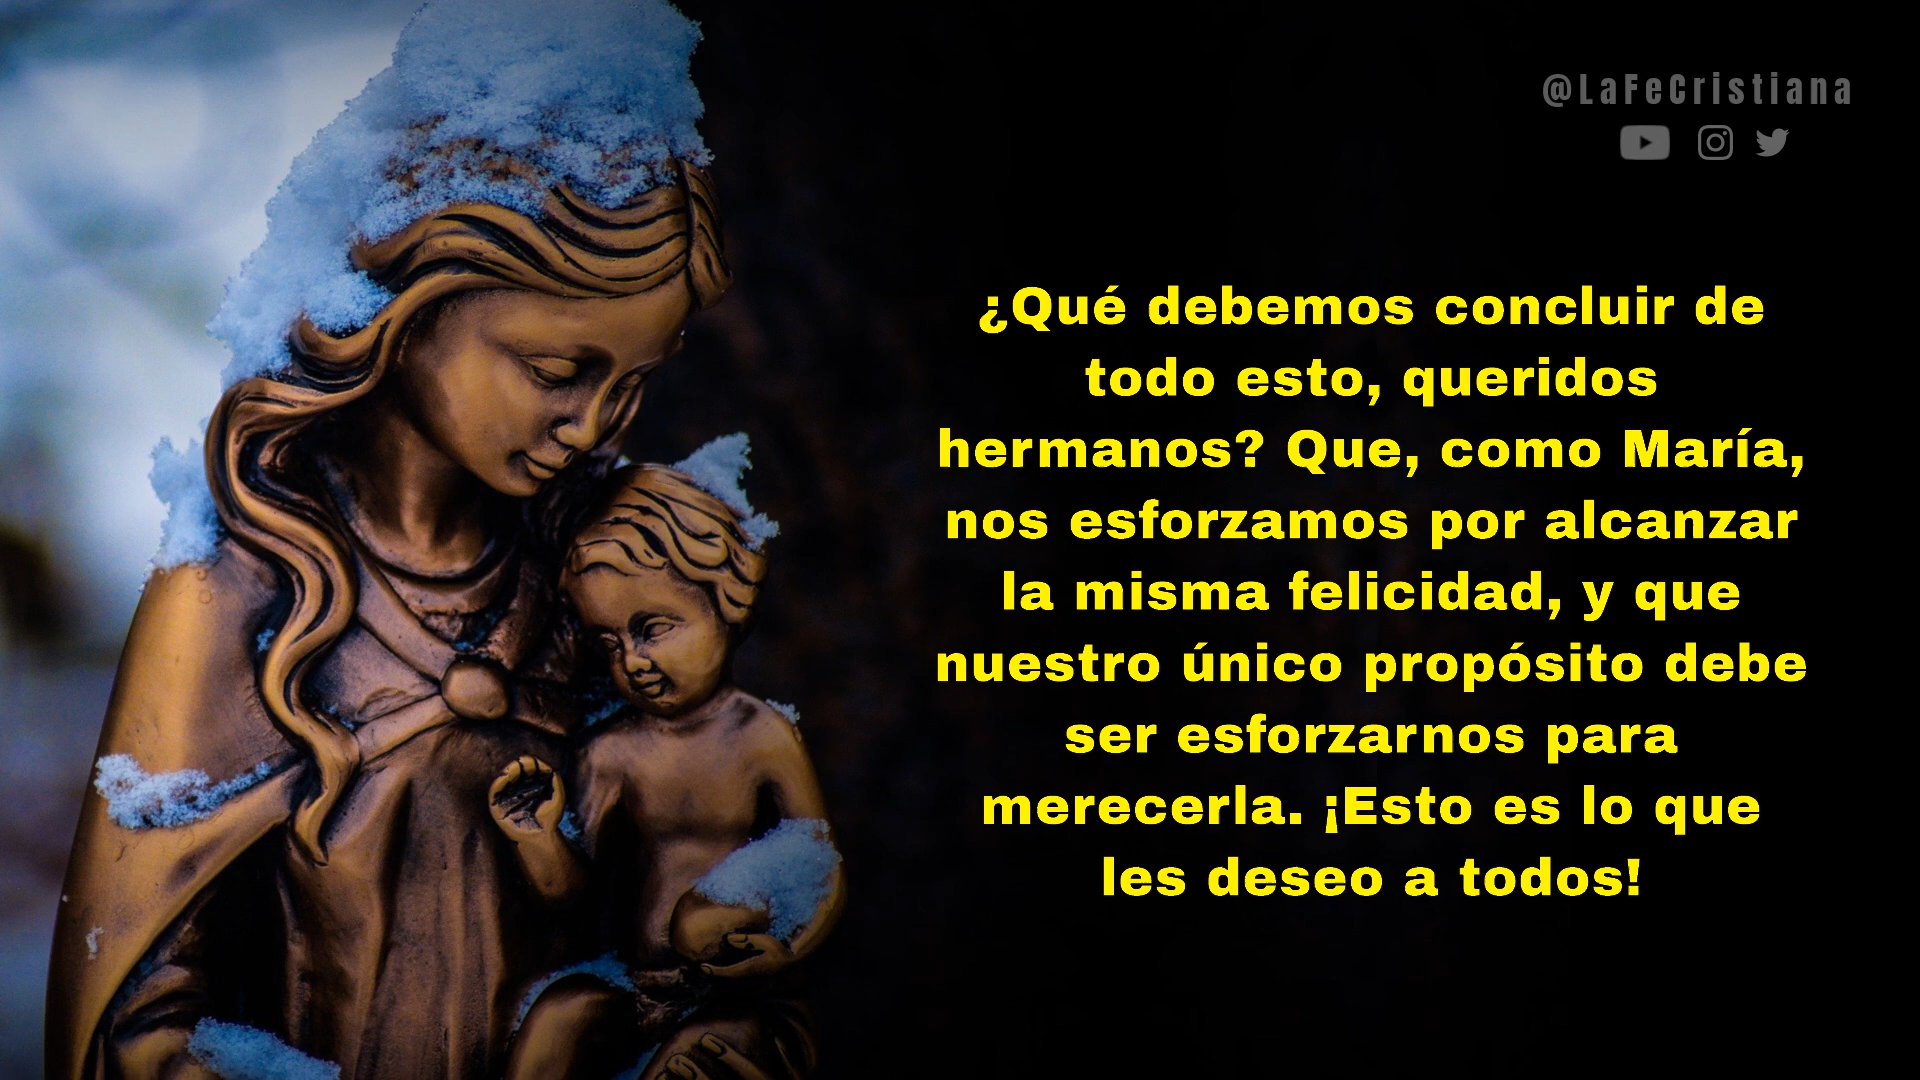 @LaFeCristiana
¿Qué debemos concluir de
todo esto, queridos
hermanos? Que, como María,
nos esforzamos por alcanzar
la misma felicidad, y que
nuestro único propósito debe
ser esforzarnos para
merecerla. ¡Esto es lo que
les deseo a todos!